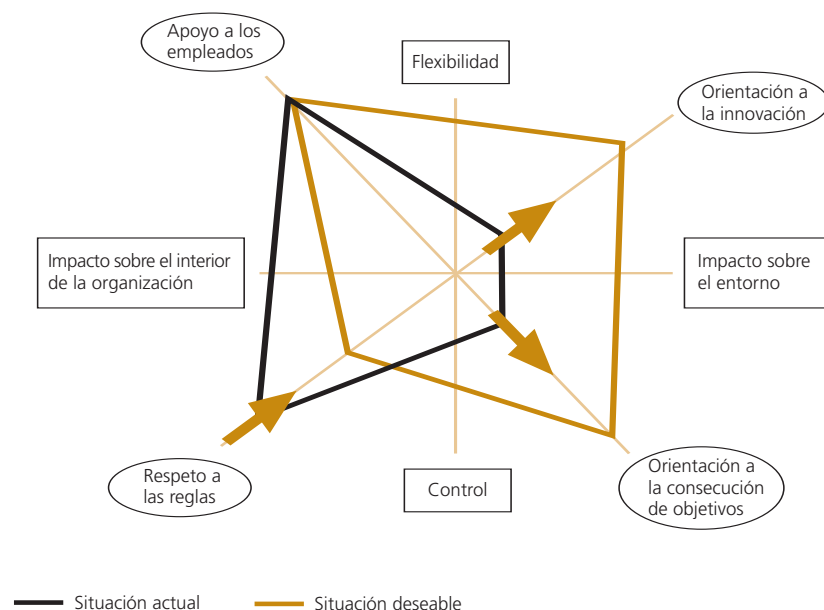 Apoyo a los
empleados
Flexibilidad
Orientación a
la innovación
Impacto sobre el interior
de la organización
Impacto sobre
el entorno
Respeto a
las reglas
Control
Orientación a
la consecución
de objetivos
Situación actual
Situación deseable